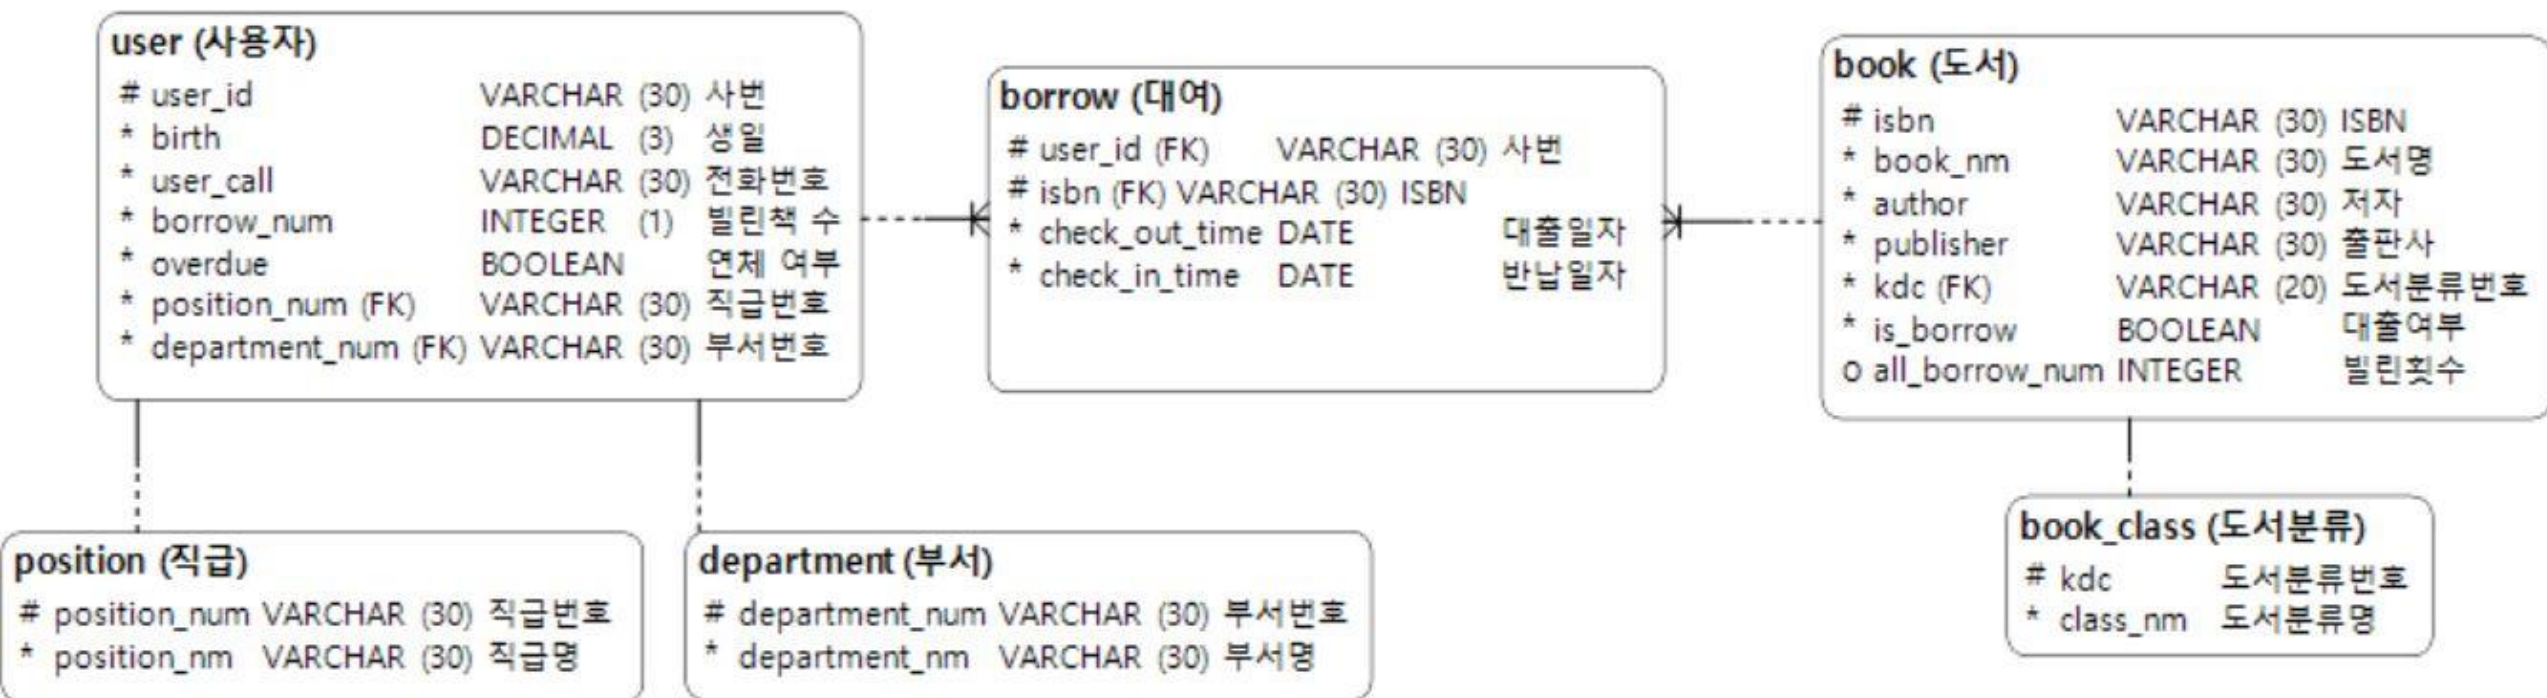 user (사용자)
# user_id VARCHAR (30) 사번
* birth DECIMAL (3) 생일
* user_call VARCHAR (30) 전화번호
* borrow_num INTEGER (1) 빌린책 수
* overdue BOOLEAN 연체 여부
* position_num (FK) VARCHAR (30) 직급번호
* department_num (FK) VARCHAR (30) 부서번호
borrow (대여)
# user_id (FK) VARCHAR (30) 사번
# isbn (FK) VARCHAR (30) ISBN
* check_out_time DATE 대출일자
* check_in_time DATE 반납일자
book (도서)
# isbn VARCHAR (30) ISBN
* book_nm VARCHAR (30) 도서명
* author VARCHAR (30) 저자
* publisher VARCHAR (30) 출판사
* kdc (FK) VARCHAR (20) 도서분류번호
* is_borrow BOOLEAN 대출여부
o all_borrow_num INTEGER 빌린횟수
position (직급)
# position_num VARCHAR (30) 직급번호
* position_nm VARCHAR (30) 직급명
department (부서)
# department_num VARCHAR (30) 부서번호
* department_nm VARCHAR (30) 부서명
book_class (도서분류)
# kdc 도서분류번호
* class_nm 도서분류명